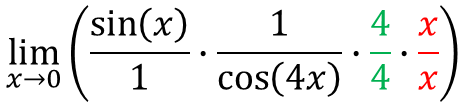 lim x→0 ( sin(x)/1 · 1/cos(4x) · 4/4 · x/x )